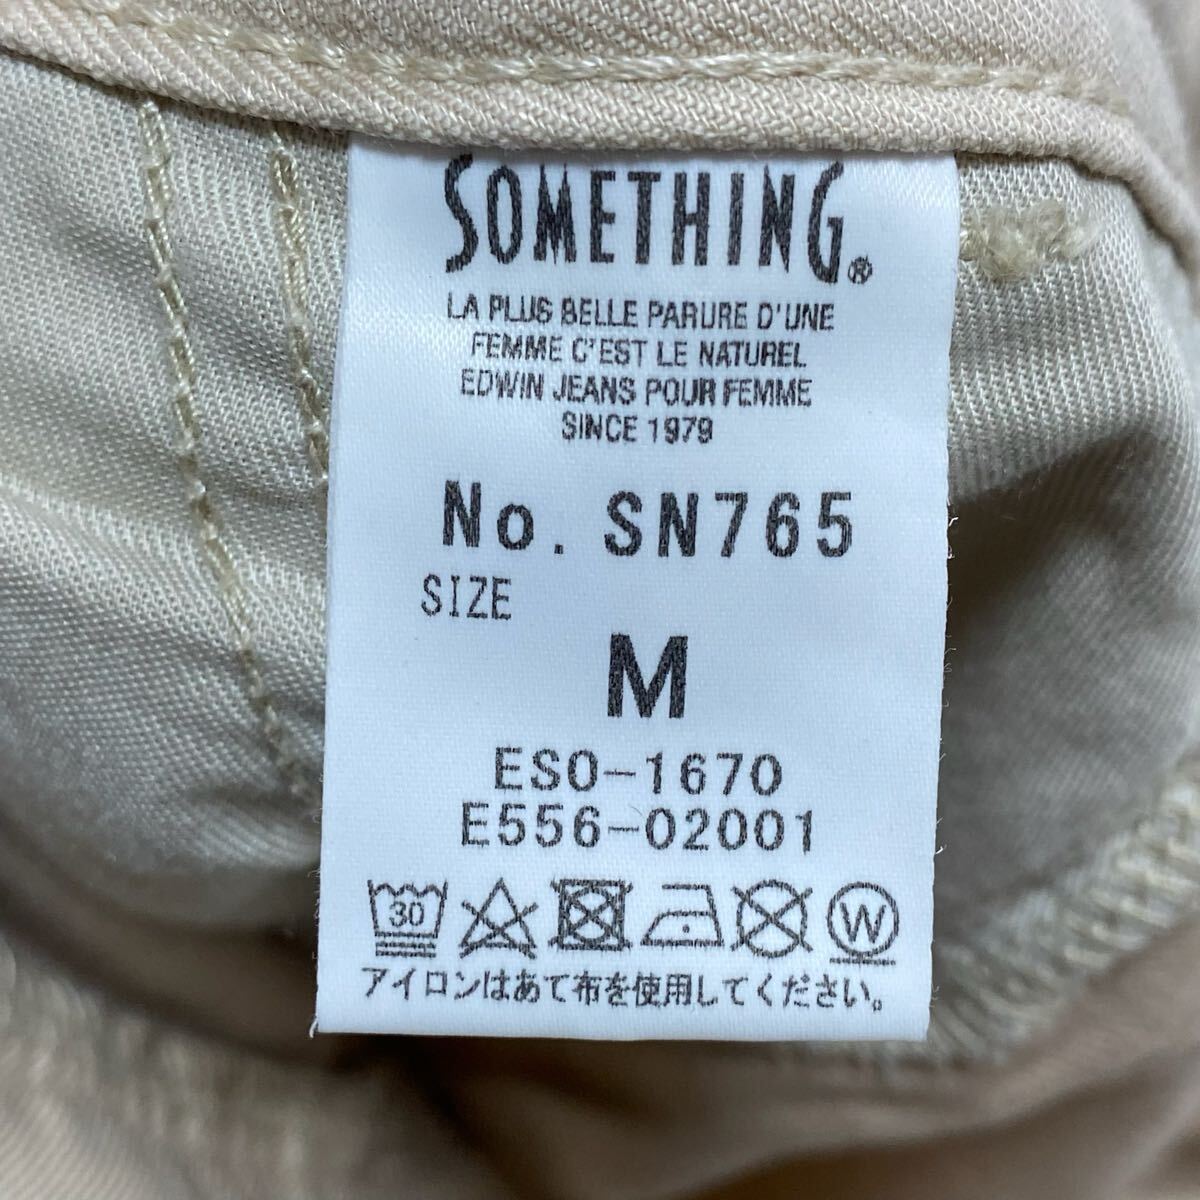 SOMETHING®
LA PLUS BELLE PARURE D'UNE
FEMME C'EST LE NATUREL
EDWIN JEANS POUR FEMME
SINCE 1979
No. SN765
SIZE
M
ESO-1670
E556-02001
30 W
アイロンはあて布を使用してください。